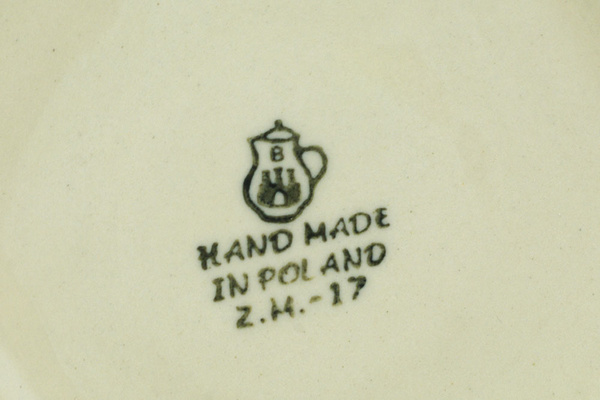 B
HAND MADE
IN POLAND
Z.M.-17